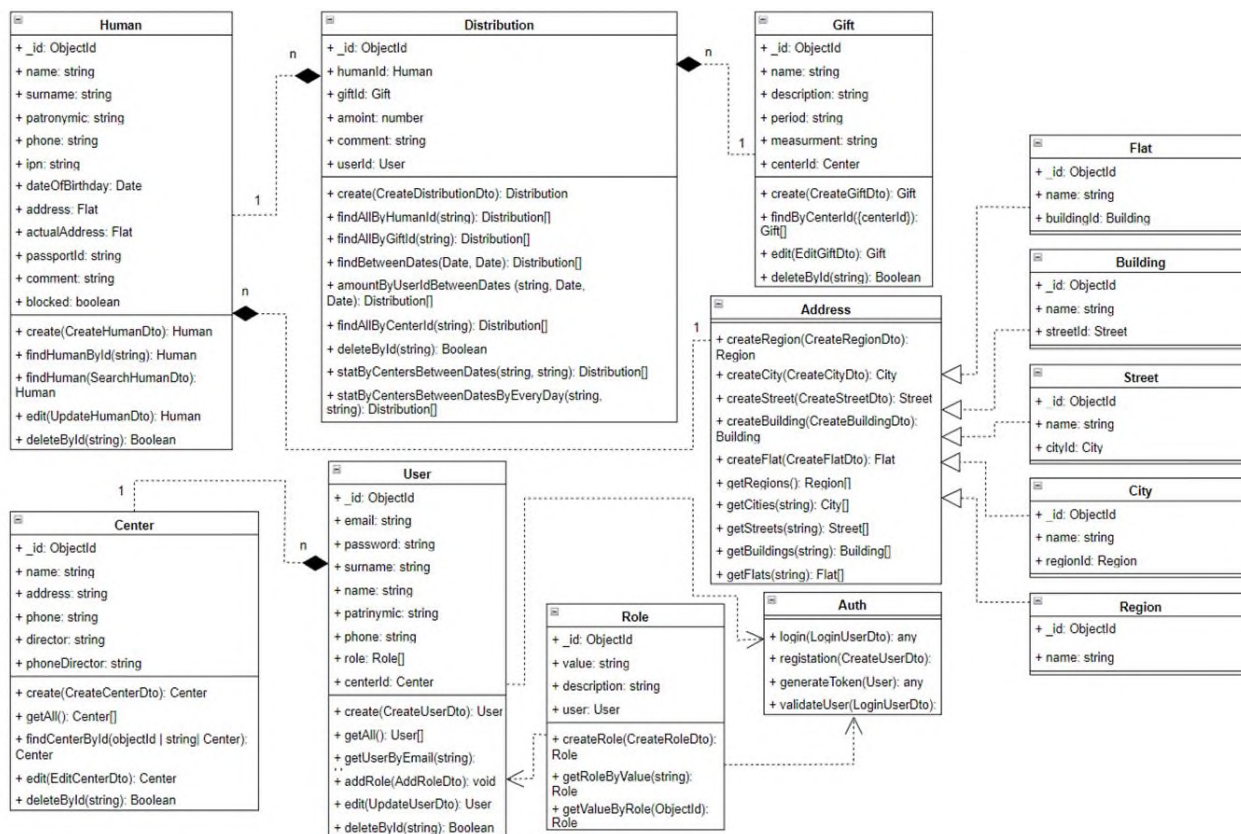 Human
+ _id: ObjectId
+ name: string
+ surname: string
+ patronymic: string
+ phone: string
+ ipn: string
+ dateOfBirthday: Date
+ address: Flat
+ actualAddress: Flat
+ passportId: string
+ comment: string
+ blocked: boolean
+ create(CreateHumanDto): Human
+ findHumanById(string): Human
+ findHuman(SearchHumanDto):
Human
+ edit(UpdateHumanDto): Human
+ deleteById(string): Boolean
n
1
n
Distribution
+ _id: ObjectId
+ humanId: Human
+ giftId: Gift
+ amoint: number
+ comment: string
+ userId: User
+ create(CreateDistributionDto): Distribution
+ findAllByHumanId(string): Distribution[]
+ findAllByGiftId(string): Distribution[]
+ findBetweenDates(Date, Date): Distribution[]
+ amountByUserIdBetweenDates (string, Date,
Date): Distribution[]
+ findAllByCenterId(string): Distribution[]
+ deleteById(string): Boolean
+ statByCentersBetweenDates(string, string): Distribution[]
+ statByCentersBetweenDatesByEveryDay(string,
string): Distribution[]
n
1
Gift
+ _id: ObjectId
+ name: string
+ description: string
+ period: string
+ measurment: string
+ centerId: Center
+ create(CreateGiftDto): Gift
+ findByCenterId({centerId}):
Gift[]
+ edit(EditGiftDto): Gift
+ deleteById(string): Boolean
1
Address
+ createRegion(CreateRegionDto):
Region
+ createCity(CreateCityDto): City
+ createStreet(CreateStreetDto): Street
+ createBuilding(CreateBuildingDto):
Building
+ createFlat(CreateFlatDto): Flat
+ getRegions(): Region[]
+ getCities(string): City[]
+ getStreets(string): Street[]
+ getBuildings(string): Building[]
+ getFlats(string): Flat[]
Flat
+ _id: ObjectId
+ name: string
+ buildingId: Building
Building
+ _id: ObjectId
+ name: string
+ streetId: Street
Street
+ _id: ObjectId
+ name: string
+ cityId: City
City
+ _id: ObjectId
+ name: string
+ regionId: Region
Region
+ _id: ObjectId
+ name: string
1
n
Center
+ _id: ObjectId
+ name: string
+ address: string
+ phone: string
+ director: string
+ phoneDirector: string
+ create(CreateCenterDto): Center
+ getAll(): Center[]
+ findCenterById(objectId | string| Center):
Center
+ edit(EditCenterDto): Center
+ deleteById(string): Boolean
User
+ _id: ObjectId
+ email: string
+ password: string
+ surname: string
+ name: string
+ patrinymic: string
+ phone: string
+ role: Role[]
+ centerId: Center
+ create(CreateUserDto): User
+ getAll(): User[]
+ getUserByEmail(string):
+ addRole(AddRoleDto): void
+ edit(UpdateUserDto): User
+ deleteById(string): Boolean
Role
+ _id: ObjectId
+ value: string
+ description: string
+ user: User
+ createRole(CreateRoleDto):
Role
+ getRoleByValue(string):
Role
+ getValueByRole(ObjectId):
Role
Auth
+ login(LoginUserDto): any
+ registation(CreateUserDto):
+ generateToken(User): any
+ validateUser(LoginUserDto):